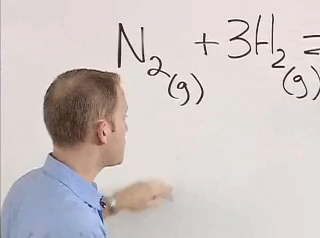 N₂(g) + 3H₂(g) =